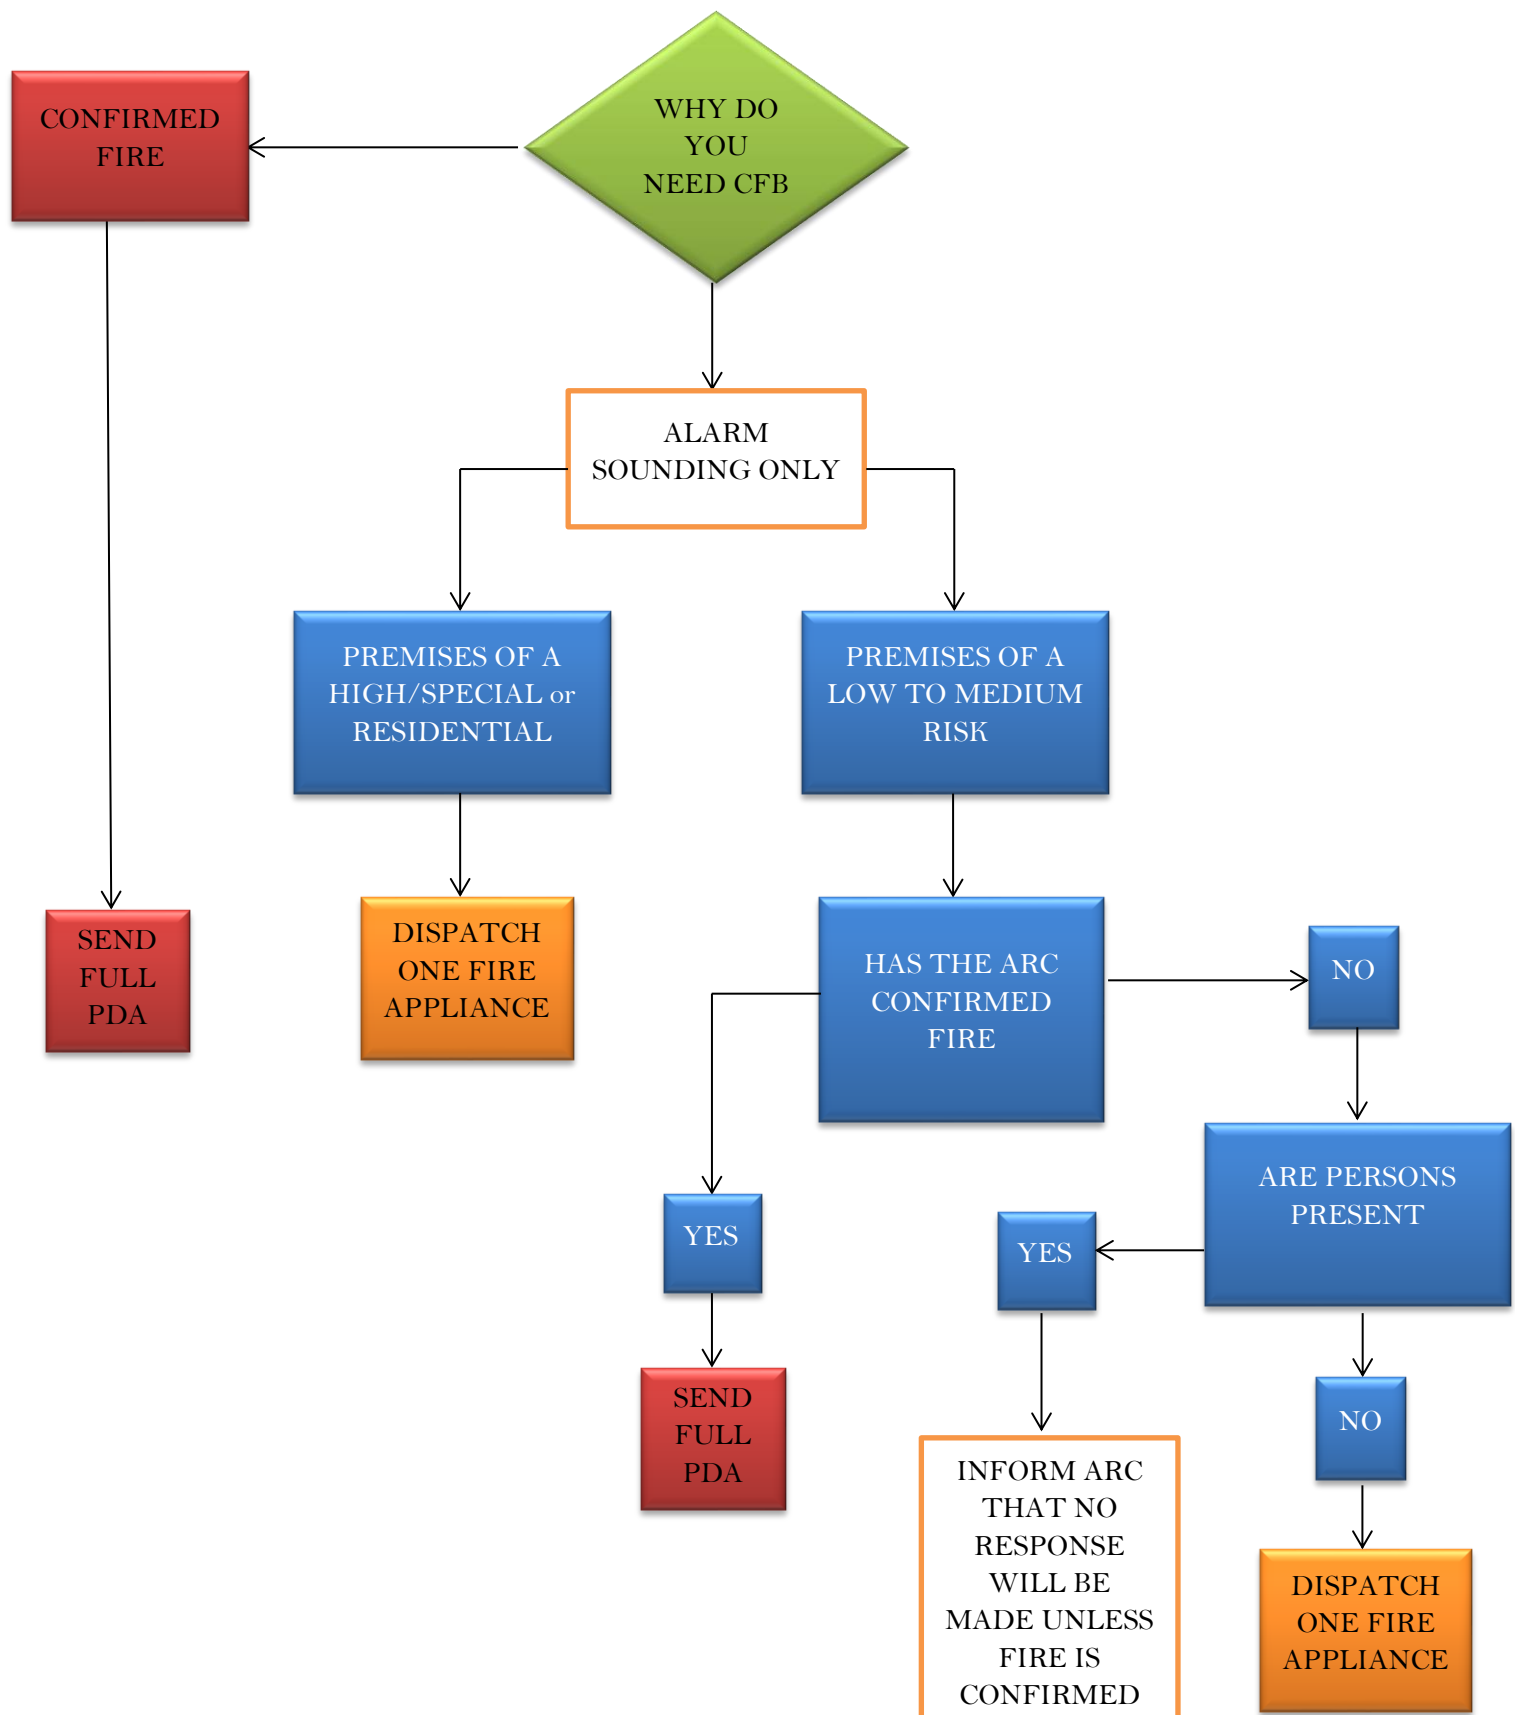 WHY DO
YOU
NEED CFB
CONFIRMED
FIRE
ALARM
SOUNDING ONLY
PREMISES OF A
HIGH/SPECIAL or
RESIDENTIAL
PREMISES OF A
LOW TO MEDIUM
RISK
SEND
FULL
PDA
DISPATCH
ONE FIRE
APPLIANCE
HAS THE ARC
CONFIRMED
FIRE
NO
ARE PERSONS
PRESENT
YES
YES
SEND
FULL
PDA
NO
INFORM ARC
THAT NO
RESPONSE
WILL BE
MADE UNLESS
FIRE IS
CONFIRMED
DISPATCH
ONE FIRE
APPLIANCE